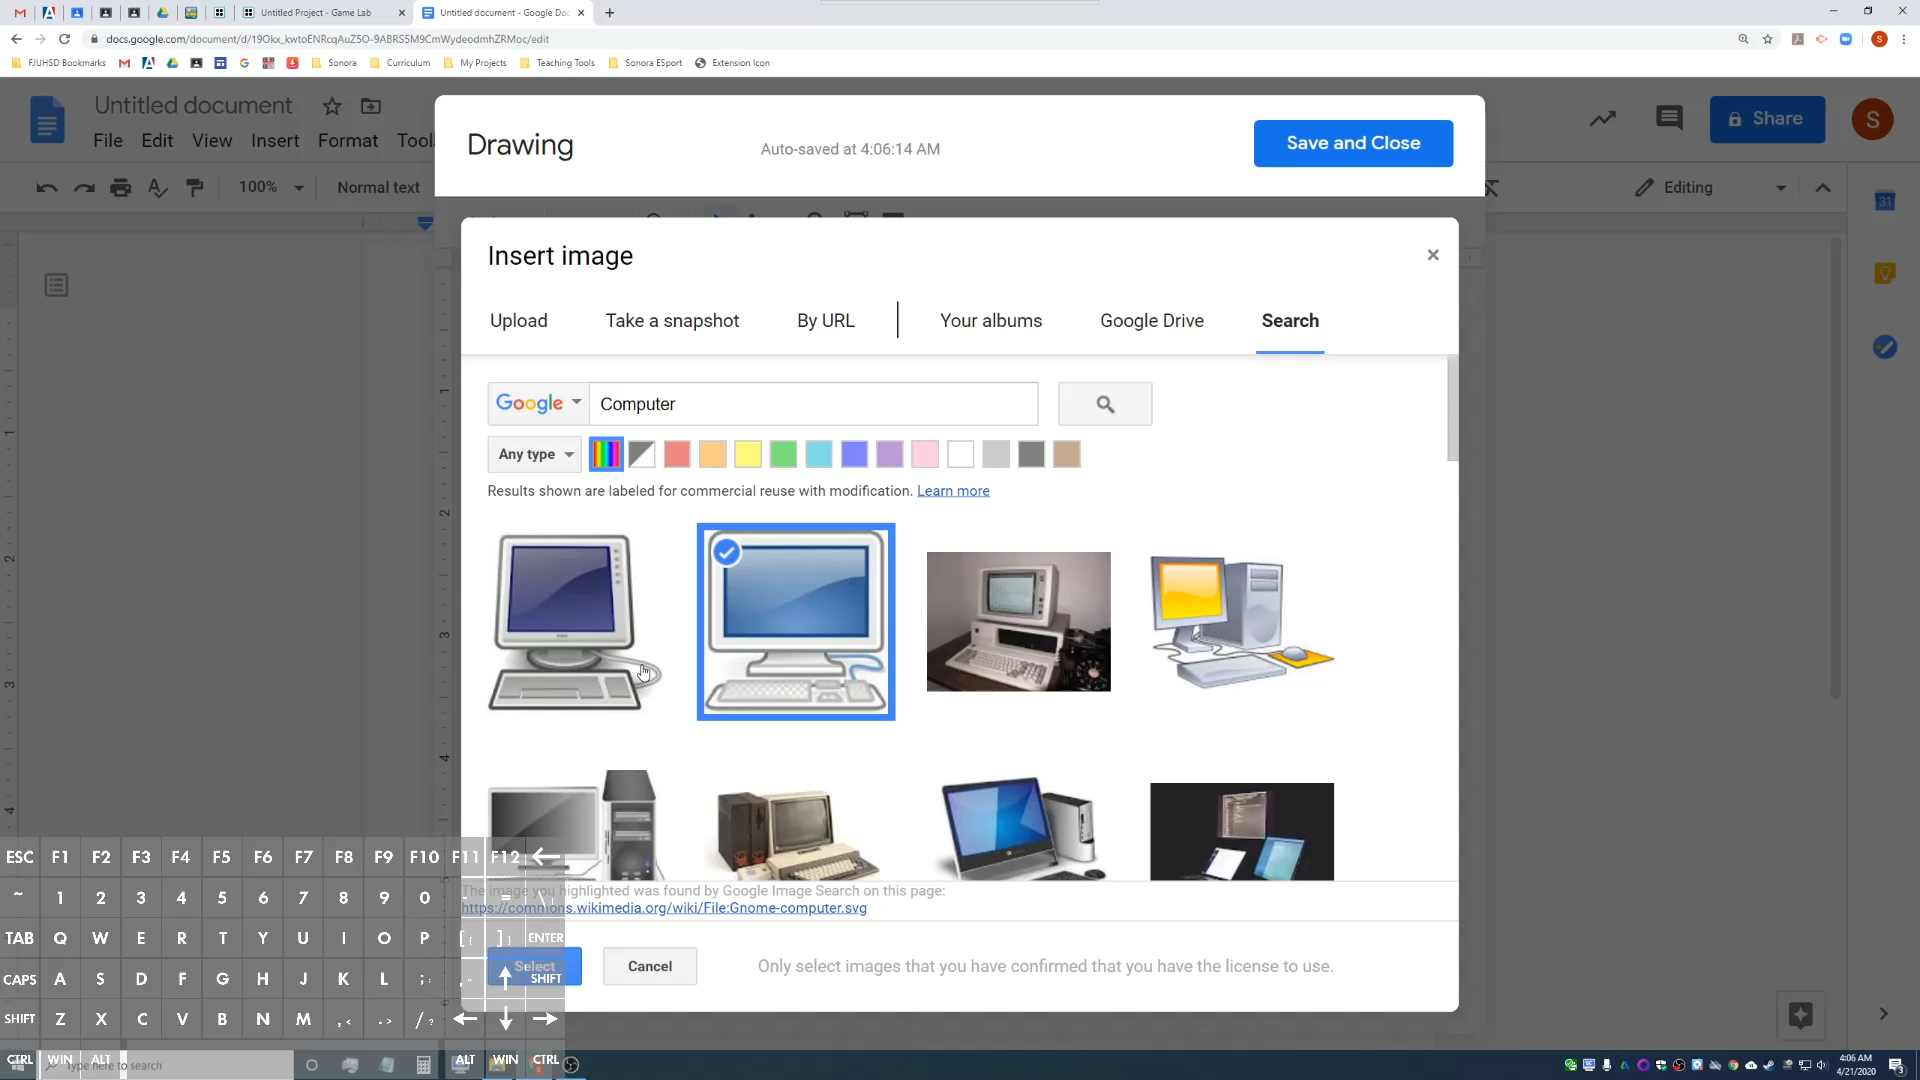 Untitled Project - Game Lab
Untitled document - Google Doc
docs.google.com/document/d/19Okx_kwtoENRcqAuZ5O-9ABRS5M9CmWydeodmhZRMoc/edit
FJUHSD Bookmarks
Sonora
Curriculum
My Projects
Teaching Tools
Sonora ESport
Extension Icon
Untitled document
File Edit View Insert Format Tool
Share
S
100%
Normal text
Editing
Drawing
Auto-saved at 4:06:14 AM
Save and Close
Insert image
Upload
Take a snapshot
By URL
Your albums
Google Drive
Search
Google
Computer
Any type
Results shown are labeled for commercial reuse with modification. Learn more
The image you highlighted was found by Google Image Search on this page:
https://commons.wikimedia.org/wiki/File:Gnome-computer.svg
Select
Cancel
Only select images that you have confirmed that you have the license to use.
ESC F1 F2 F3 F4 F5 F6 F7 F8 F9 F10 F11 F12
~ 1 2 3 4 5 6 7 8 9 0 - = \
TAB Q W E R T Y U I O P [ ] ENTER
CAPS A S D F G H J K L ; SHIFT
SHIFT Z X C V B N M , . / ?
CTRL WIN ALT ALT WIN CTRL
Type here to search
4:06 AM
4/21/2020